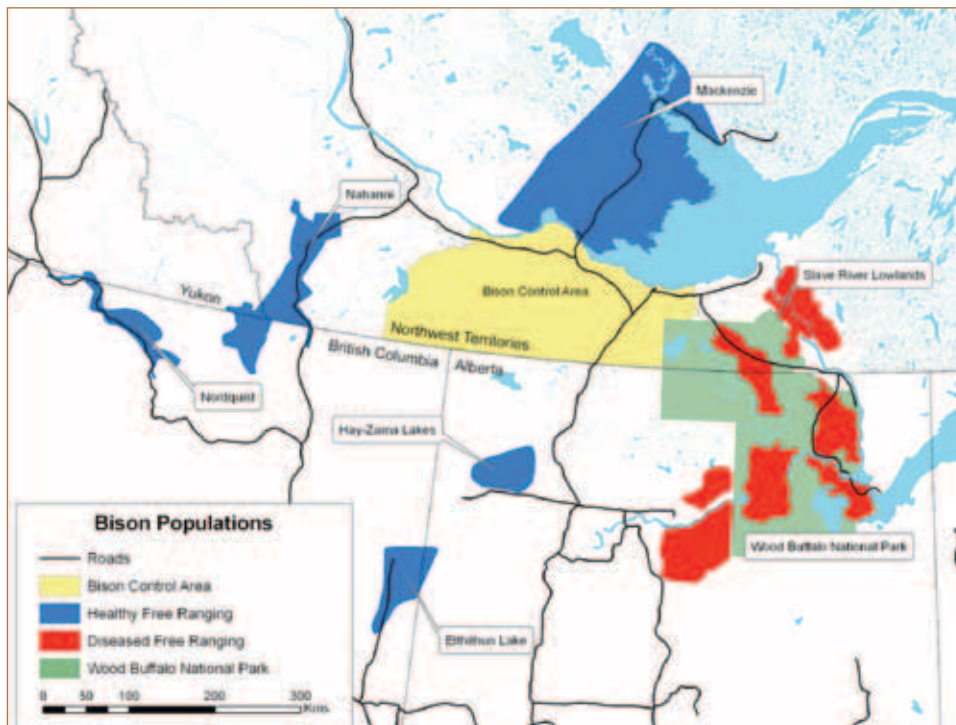 Mackenzie
Nahanni
Slave River Lowlands
Bison Control Area
Yukon
Northwest Territories
British Columbia
Alberta
Nordquist
Hay-Zama Lakes
Wood Buffalo National Park
Etthithun Lake
Bison Populations
Roads
Bison Control Area
Healthy Free Ranging
Diseased Free Ranging
Wood Buffalo National Park
0 50 100 200 300
Kms